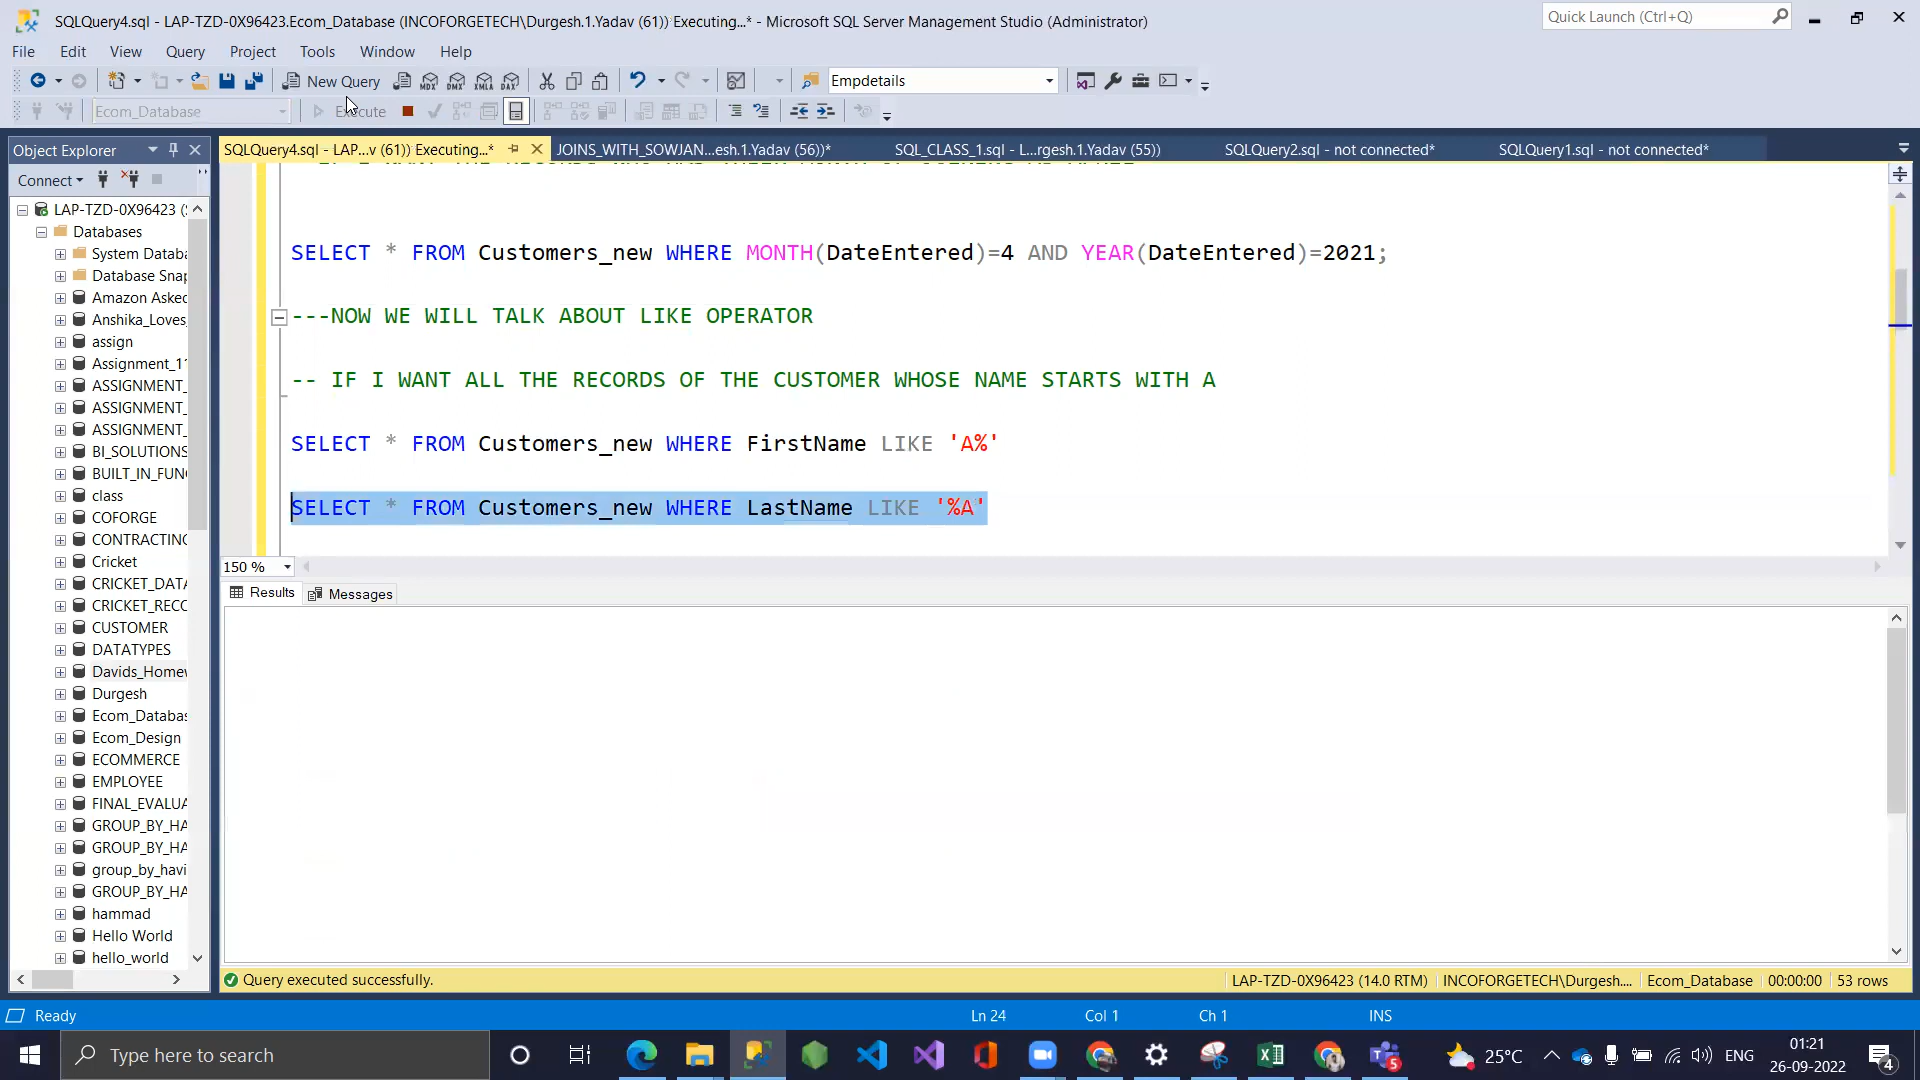 SQLQuery4.sql - LAP-TZD-0X96423.Ecom_Database (INCOFORGETECH\Durgesh.1.Yadav (61)) Executing...* - Microsoft SQL Server Management Studio (Administrator)
Quick Launch (Ctrl+Q)
File Edit View Query Project Tools Window Help
New Query MDX DMX XMLA DAX Empdetails
Ecom_Database Execute
Object Explorer
SQLQuery4.sql - LAP...v (61)) Executing...* JOINS_WITH_SOWJAN...esh.1.Yadav (56))* SQL_CLASS_1.sql - L...rgesh.1.Yadav (55)) SQLQuery2.sql - not connected* SQLQuery1.sql - not connected*
Connect
LAP-TZD-0X96423 (
Databases
System Databa
Database Snap
Amazon Asked
Anshika_Loves_
assign
Assignment_11
ASSIGNMENT_
ASSIGNMENT_
ASSIGNMENT_
BI_SOLUTIONS
BUILT_IN_FUN
class
COFORGE
CONTRACTING
Cricket
CRICKET_DATA
CRICKET_RECO
CUSTOMER
DATATYPES
Davids_Homew
Durgesh
Ecom_Databas
Ecom_Design
ECOMMERCE
EMPLOYEE
FINAL_EVALUA
GROUP_BY_HA
GROUP_BY_HA
group_by_havi
GROUP_BY_HA
hammad
Hello World
hello_world
SELECT * FROM Customers_new WHERE MONTH(DateEntered)=4 AND YEAR(DateEntered)=2021;
---NOW WE WILL TALK ABOUT LIKE OPERATOR
-- IF I WANT ALL THE RECORDS OF THE CUSTOMER WHOSE NAME STARTS WITH A
SELECT * FROM Customers_new WHERE FirstName LIKE 'A%'
SELECT * FROM Customers_new WHERE LastName LIKE '%A'
150 %
Results Messages
Query executed successfully. LAP-TZD-0X96423 (14.0 RTM) INCOFORGETECH\Durgesh.... Ecom_Database 00:00:00 53 rows
Ready Ln 24 Col 1 Ch 1 INS
Type here to search 25°C ENG 01:21
26-09-2022
4